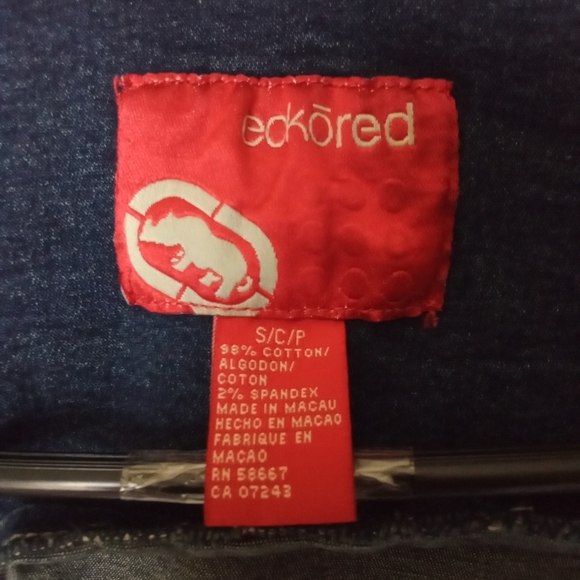 eckōred
S/C/P
98% COTTON/
ALGODON/
COTON
2% SPANDEX
MADE IN MACAU
HECHO EN MACAO
FABRIQUE EN
MACAO
RN 58667
CA 07243